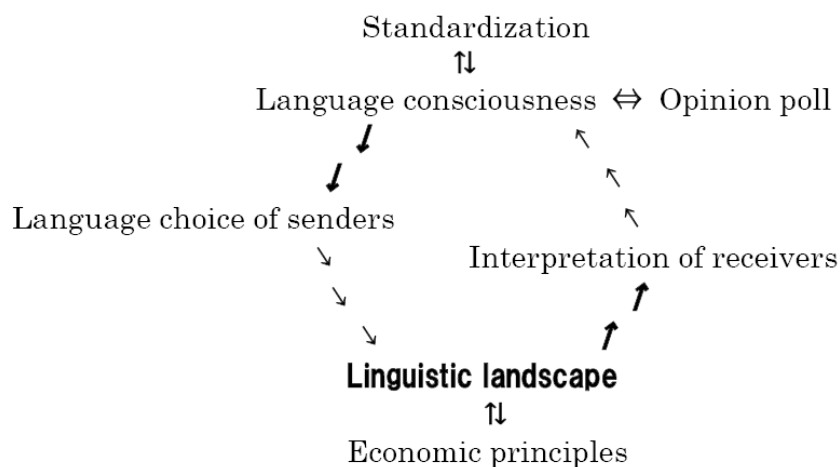 Standardization
⇅
Language consciousness ⇔ Opinion poll
Language choice of senders
Interpretation of receivers
Linguistic landscape
⇅
Economic principles